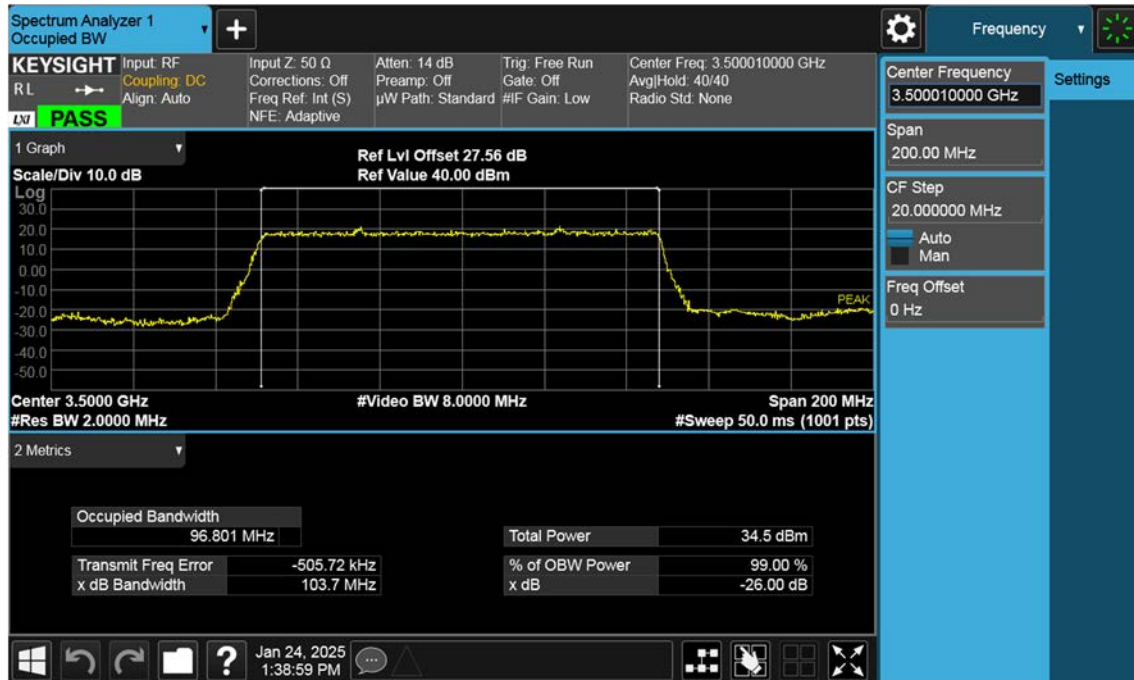 Spectrum Analyzer 1
Occupied BW
Frequency
KEYSIGHT
R L
LXI
PASS
Input: RF
Coupling: DC
Align: Auto
Input Z: 50 Ω
Corrections: Off
Freq Ref: Int (S)
NFE: Adaptive
Atten: 14 dB
Preamp: Off
µW Path: Standard
Trig: Free Run
Gate: Off
#IF Gain: Low
Center Freq: 3.500010000 GHz
Avg|Hold: 40/40
Radio Std: None
Center Frequency
3.500010000 GHz
Settings
Span
200.00 MHz
CF Step
20.000000 MHz
Auto
Man
Freq Offset
0 Hz
1 Graph
Scale/Div 10.0 dB
Ref Lvl Offset 27.56 dB
Ref Value 40.00 dBm
Log
30.0
20.0
10.0
0.00
-10.0
-20.0
-30.0
-40.0
-50.0
PEAK
Center 3.5000 GHz
#Video BW 8.0000 MHz
Span 200 MHz
#Res BW 2.0000 MHz
#Sweep 50.0 ms (1001 pts)
2 Metrics
Occupied Bandwidth
96.801 MHz
Total Power 34.5 dBm
Transmit Freq Error -505.72 kHz
% of OBW Power 99.00 %
x dB Bandwidth 103.7 MHz
x dB -26.00 dB
?
Jan 24, 2025
1:38:59 PM